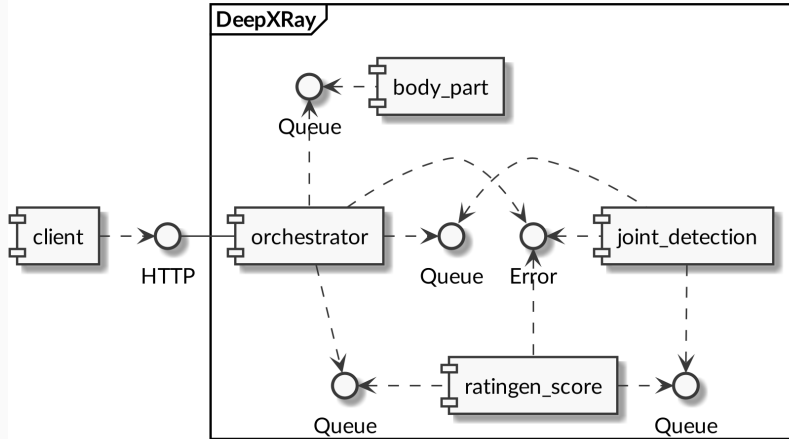 DeepXRay
body_part
Queue
client
HTTP
orchestrator
Queue
Error
joint_detection
ratingen_score
Queue
Queue